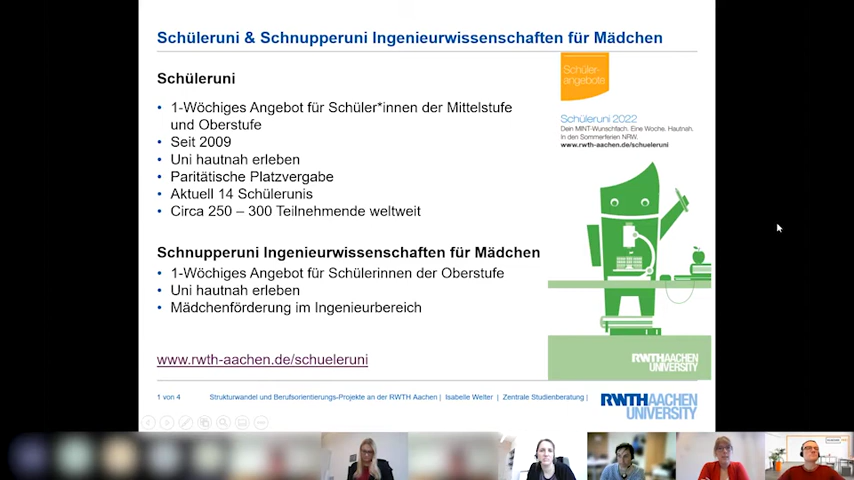 Schüleruni & Schnupperuni Ingenieurwissenschaften für Mädchen
Schüleruni
• 1-Wöchiges Angebot für Schüler*innen der Mittelstufe
und Oberstufe
• Seit 2009
• Uni hautnah erleben
• Paritätische Platzvergabe
• Aktuell 14 Schülerunis
• Circa 250 – 300 Teilnehmende weltweit
Schnupperuni Ingenieurwissenschaften für Mädchen
• 1-Wöchiges Angebot für Schülerinnen der Oberstufe
• Uni hautnah erleben
• Mädchenförderung im Ingenieurbereich
www.rwth-aachen.de/schueleruni
Schüler-
angebote
Schüleruni 2022
Dein MINT-Wunschfach. Eine Woche. Hautnah.
In den Sommerferien NRW.
www.rwth-aachen.de/schueleruni
RWTHAACHEN
UNIVERSITY
1 von 4
Strukturwandel und Berufsorientierungs-Projekte an der RWTH Aachen | Isabelle Welter | Zentrale Studienberatung |
RWTHAACHEN
UNIVERSITY